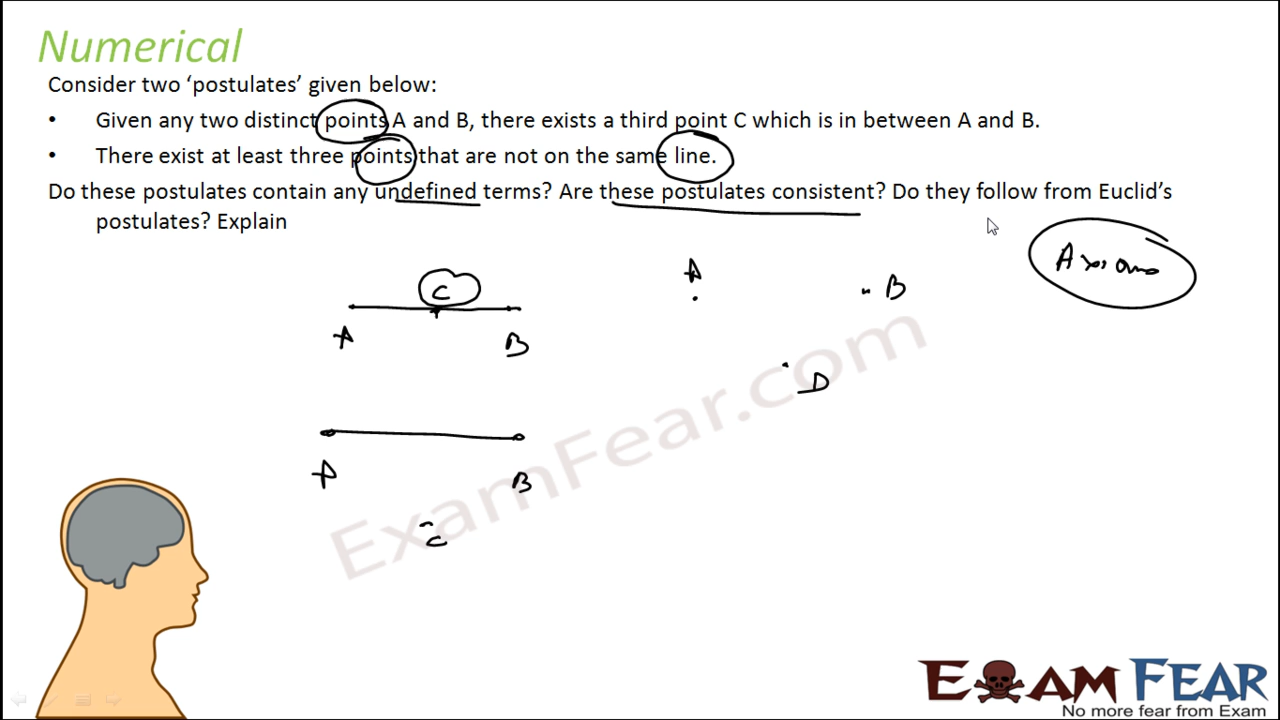 Numerical
Consider two ‘postulates’ given below:
• Given any two distinct points A and B, there exists a third point C which is in between A and B.
• There exist at least three points that are not on the same line.
Do these postulates contain any undefined terms? Are these postulates consistent? Do they follow from Euclid’s
postulates? Explain
Axioms
C
A
B
A
B
D
A
B
C
ExamFear.com
EXAM FEAR
No more fear from Exam